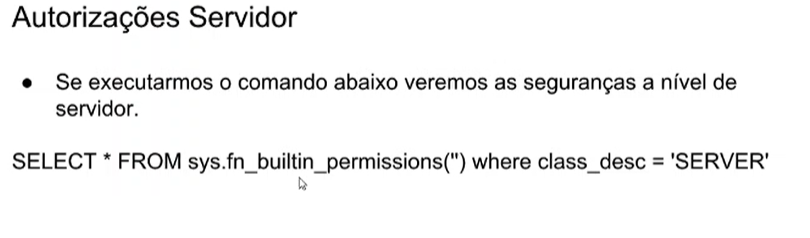 Autorizações Servidor
● Se executarmos o comando abaixo veremos as seguranças a nível de
servidor.
SELECT * FROM sys.fn_builtin_permissions('') where class_desc = 'SERVER'